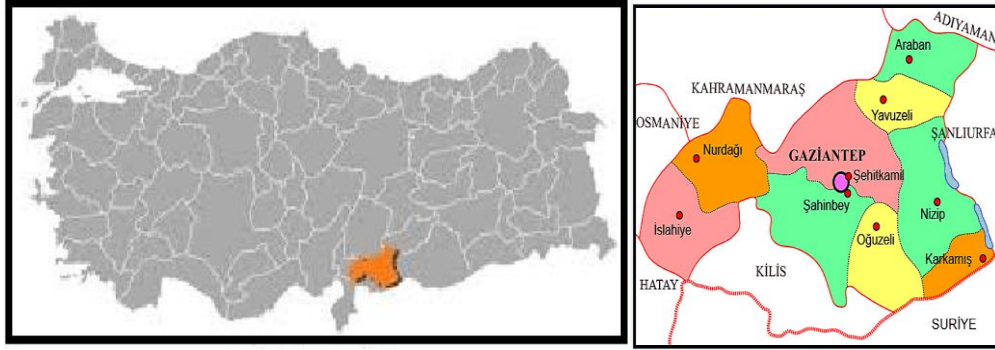 ADIYAMAN
Araban
KAHRAMANMARAŞ
Yavuzeli
OSMANİYE
ŞANLIURFA
Nurdağı
GAZİANTEP
Şehitkamil
Şahinbey
Nizip
İslahiye
Oğuzeli
Karkamış
KİLİS
HATAY
SURİYE